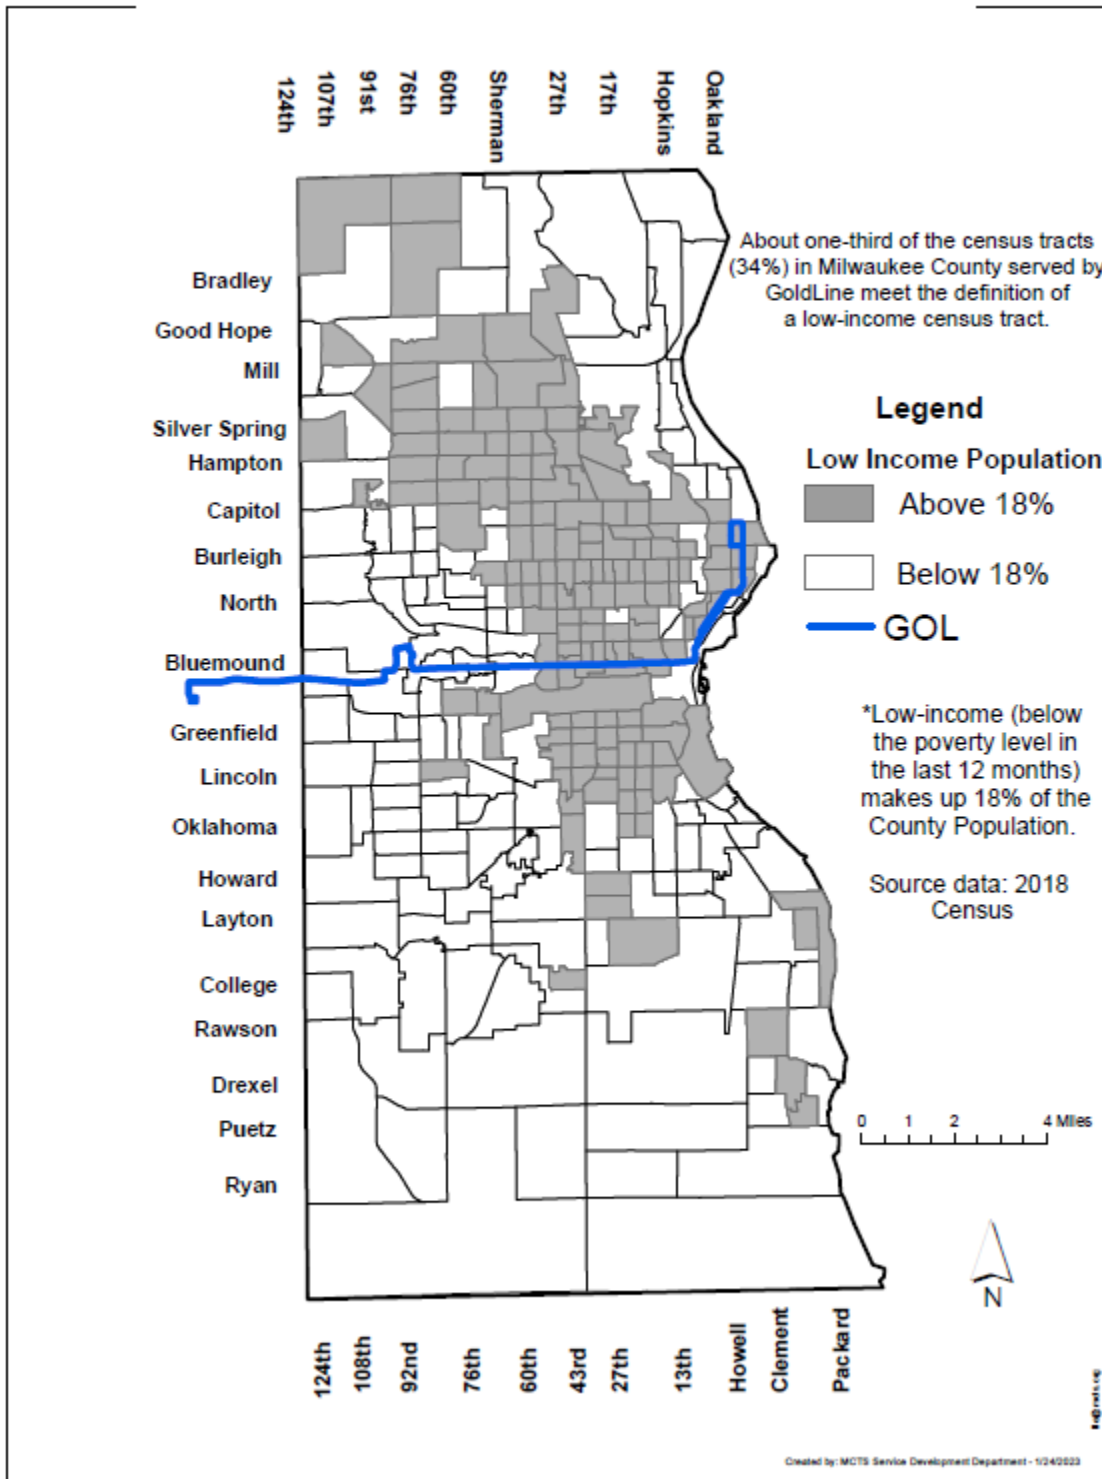 124th
107th
91st
76th
60th
Sherman
27th
17th
Hopkins
Oakland
About one-third of the census tracts
(34%) in Milwaukee County served by
GoldLine meet the definition of
a low-income census tract.
Bradley
Good Hope
Mill
Silver Spring
Hampton
Capitol
Burleigh
North
Bluemound
Greenfield
Lincoln
Oklahoma
Howard
Layton
College
Rawson
Drexel
Puetz
Ryan
Legend
Low Income Population
Above 18%
Below 18%
GOL
*Low-income (below
the poverty level in
the last 12 months)
makes up 18% of the
County Population.
Source data: 2018
Census
0 1 2 4 Miles
N
124th
108th
92nd
76th
60th
43rd
27th
13th
Howell
Clement
Packard
Created by: MCTS Service Development Department - 1/24/2023